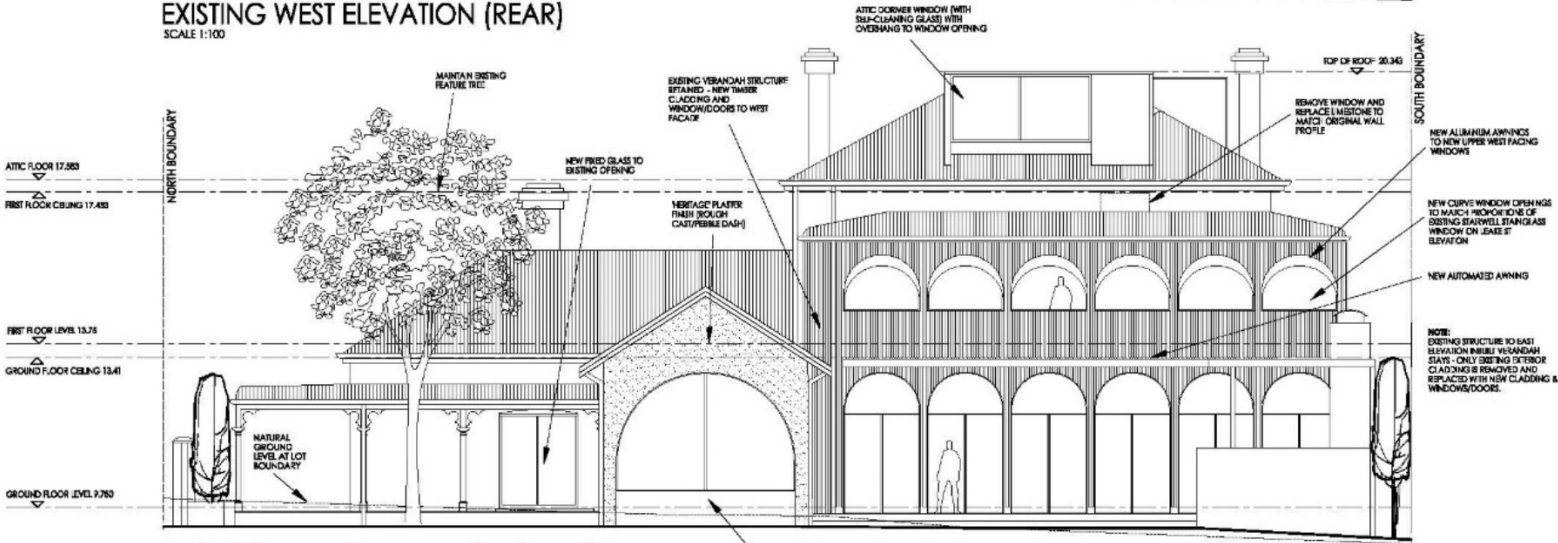 EXISTING WEST ELEVATION (REAR)
SCALE 1:100
ATTIC DORMER WINDOW (WITH
SELF-CLEANING GLASS) WITH
OVERHANG TO WINDOW OPENING
TOP OF ROOF 20.343
SOUTH BOUNDARY
MAINTAIN EXISTING
FEATURE TREE
EXISTING VERANDAH STRUCTURE
RETAINED - NEW TIMBER
CLADDING AND
WINDOW/DOORS TO WEST
FACADE
REMOVE WINDOW AND
REPLACE LIMESTONE TO
MATCH ORIGINAL WALL
PROFILE
NORTH BOUNDARY
NEW ALUMINIUM AWNINGS
TO NEW UPPER WEST FACING
WINDOWS
ATTIC FLOOR 17.583
FIRST FLOOR CEILING 17.453
NEW FIXED GLASS TO
EXISTING OPENING
'HERITAGE' PLASTER
FINISH (ROUGH
CAST/PEBBLE DASH)
NEW CURVE WINDOW OPENINGS
TO MATCH PROPORTIONS OF
EXISTING STAIRWELL STAINGLASS
WINDOW ON LEAKE ST
ELEVATION
NEW AUTOMATED AWNING
FIRST FLOOR LEVEL 13.75
GROUND FLOOR CEILING 13.41
NOTE:
EXISTING STRUCTURE TO EAST
ELEVATION INBUILT VERANDAH
STAYS - ONLY EXISTING EXTERIOR
CLADDING IS REMOVED AND
REPLACED WITH NEW CLADDING &
WINDOWS/DOORS.
NATURAL
GROUND
LEVEL AT LOT
BOUNDARY
GROUND FLOOR LEVEL 9.760